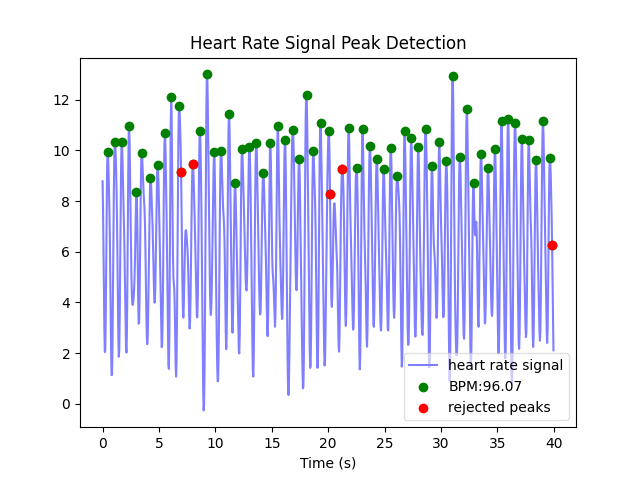 Heart Rate Signal Peak Detection
12
10
8
6
4
2
0
heart rate signal
BPM:96.07
rejected peaks
0 5 10 15 20 25 30 35 40
Time (s)